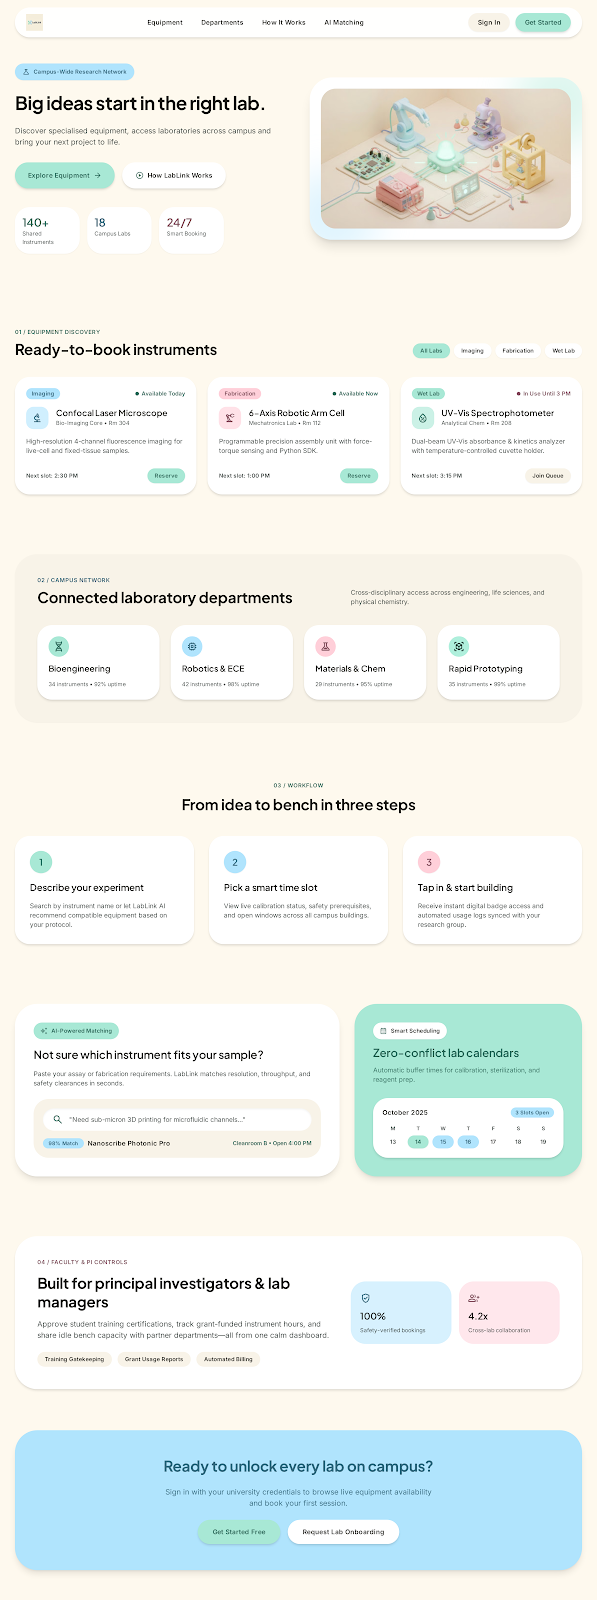 Equipment
Departments
How It Works
AI Matching
Sign In
Get Started
Campus-Wide Research Network
Big ideas start in the right lab.
Discover specialised equipment, access laboratories across campus and
bring your next project to life.
Explore Equipment →
How LabLink Works
140+
Shared
Instruments
18
Campus Labs
24/7
Smart Booking
01 / EQUIPMENT DISCOVERY
Ready-to-book instruments
All Labs
Imaging
Fabrication
Wet Lab
Imaging
Available Today
Confocal Laser Microscope
Bio-Imaging Core • Rm 304
High-resolution 4-channel fluorescence imaging for
live-cell and fixed-tissue samples.
Next slot: 2:30 PM
Reserve
Fabrication
Available Now
6-Axis Robotic Arm Cell
Mechatronics Lab • Rm 112
Programmable precision assembly unit with force-
torque sensing and Python SDK.
Next slot: 1:00 PM
Reserve
Wet Lab
In Use Until 3 PM
UV-Vis Spectrophotometer
Analytical Chem • Rm 208
Dual-beam UV-Vis absorbance & kinetics analyzer
with temperature-controlled cuvette holder.
Next slot: 3:15 PM
Join Queue
02 / CAMPUS NETWORK
Connected laboratory departments
Cross-disciplinary access across engineering, life sciences, and
physical chemistry.
Bioengineering
34 instruments • 92% uptime
Robotics & ECE
42 instruments • 98% uptime
Materials & Chem
29 instruments • 95% uptime
Rapid Prototyping
35 instruments • 99% uptime
03 / WORKFLOW
From idea to bench in three steps
1
Describe your experiment
Search by instrument name or let LabLink AI
recommend compatible equipment based on
your protocol.
2
Pick a smart time slot
View live calibration status, safety prerequisites,
and open windows across all campus buildings.
3
Tap in & start building
Receive instant digital badge access and
automated usage logs synced with your
research group.
AI-Powered Matching
Not sure which instrument fits your sample?
Paste your assay or fabrication requirements. LabLink matches resolution, throughput, and
safety clearances in seconds.
"Need sub-micron 3D printing for microfluidic channels..."
98% Match
Nanoscribe Photonic Pro
Cleanroom B • Open 4:00 PM
Smart Scheduling
Zero-conflict lab calendars
Automatic buffer times for calibration, sterilization, and
reagent prep.
October 2025
3 Slots Open
M T W T F S S
13 14 15 16 17 18 19
04 / FACULTY & PI CONTROLS
Built for principal investigators & lab
managers
Approve student training certifications, track grant-funded instrument hours, and
share idle bench capacity with partner departments—all from one calm dashboard.
Training Gatekeeping
Grant Usage Reports
Automated Billing
100%
Safety-verified bookings
4.2x
Cross-lab collaboration
Ready to unlock every lab on campus?
Sign in with your university credentials to browse live equipment availability
and book your first session.
Get Started Free
Request Lab Onboarding